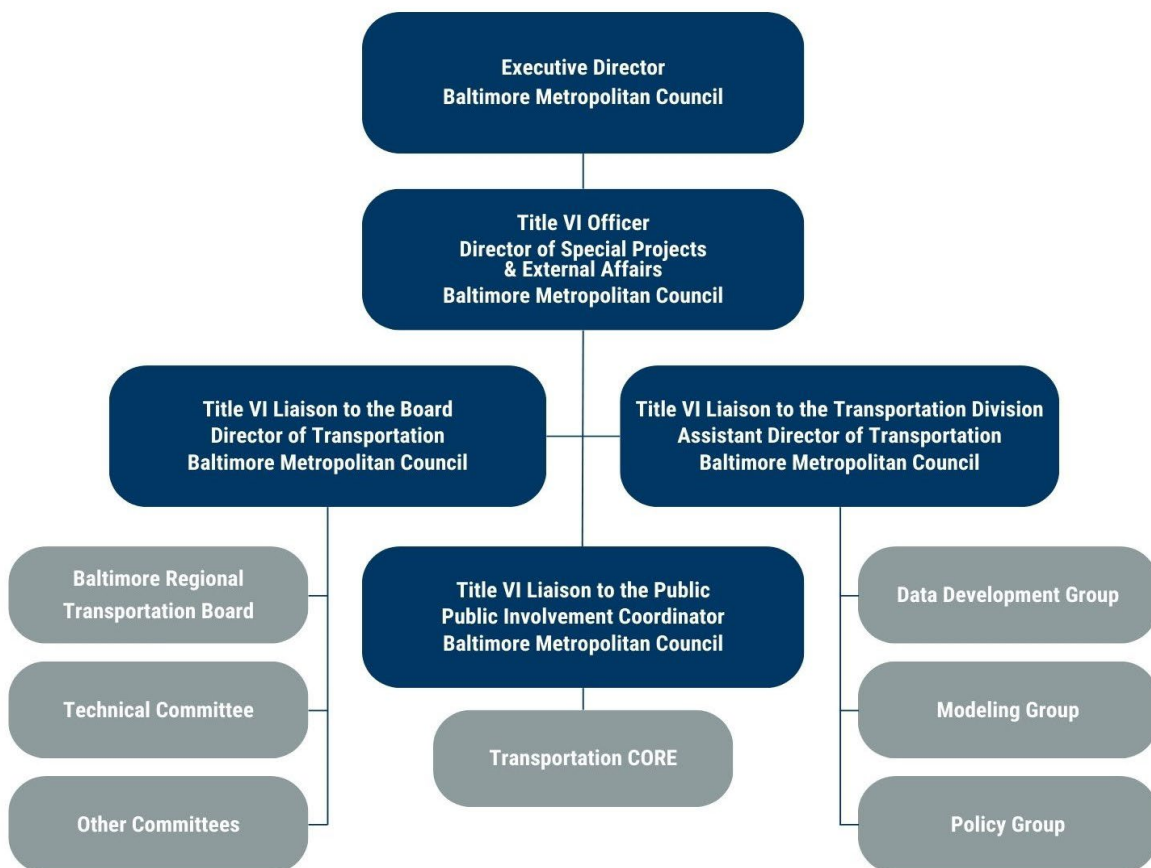 Executive Director
Baltimore Metropolitan Council
Title VI Officer
Director of Special Projects
& External Affairs
Baltimore Metropolitan Council
Title VI Liaison to the Board
Director of Transportation
Baltimore Metropolitan Council
Title VI Liaison to the Transportation Division
Assistant Director of Transportation
Baltimore Metropolitan Council
Baltimore Regional
Transportation Board
Technical Committee
Other Committees
Title VI Liaison to the Public
Public Involvement Coordinator
Baltimore Metropolitan Council
Transportation CORE
Data Development Group
Modeling Group
Policy Group